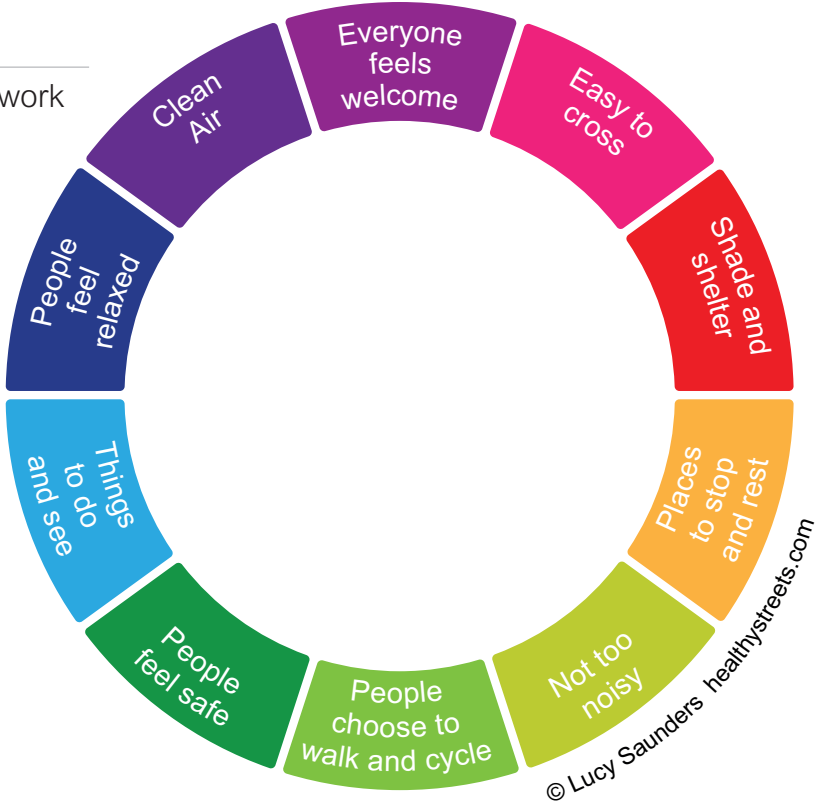 work
Everyone
feels
welcome
Easy to
cross
Shade and
shelter
Places
to stop
and rest
Not too
noisy
People
choose to
walk and cycle
People
feel safe
Things
to do
and see
People
feel
relaxed
Clean
Air
© Lucy Saunders healthystreets.com